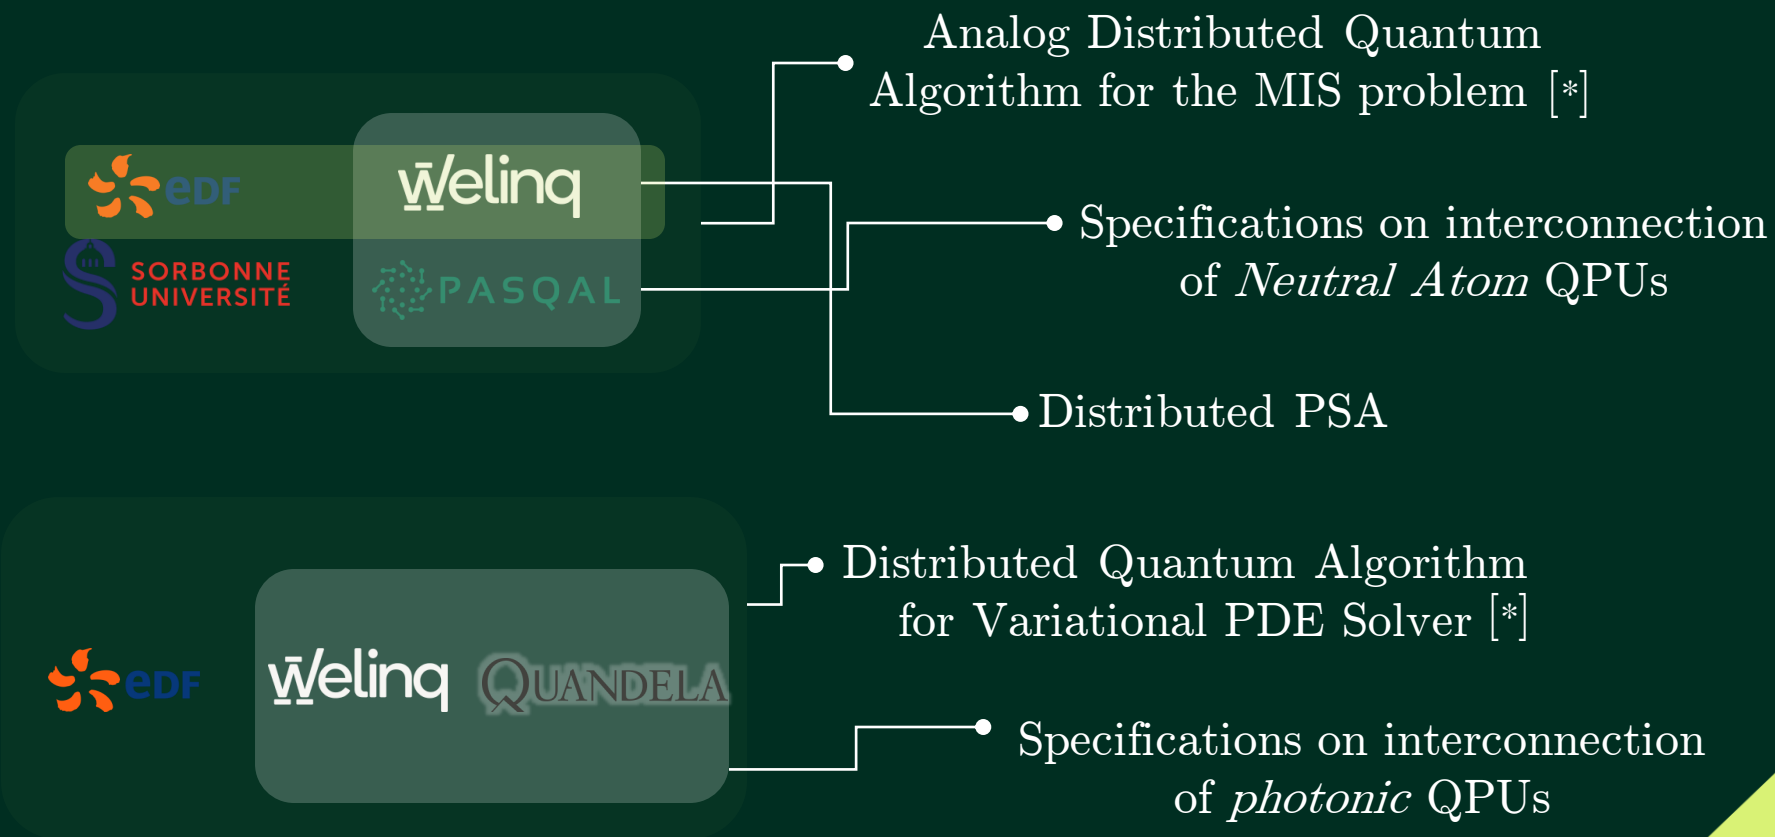 Analog Distributed Quantum
Algorithm for the MIS problem [*]
eDF
Welinq
SORBONNE
UNIVERSITÉ
PASQAL
Specifications on interconnection
of Neutral Atom QPUs
Distributed PSA
Distributed Quantum Algorithm
for Variational PDE Solver [*]
eDF
Welinq
QUANDELA
Specifications on interconnection
of photonic QPUs